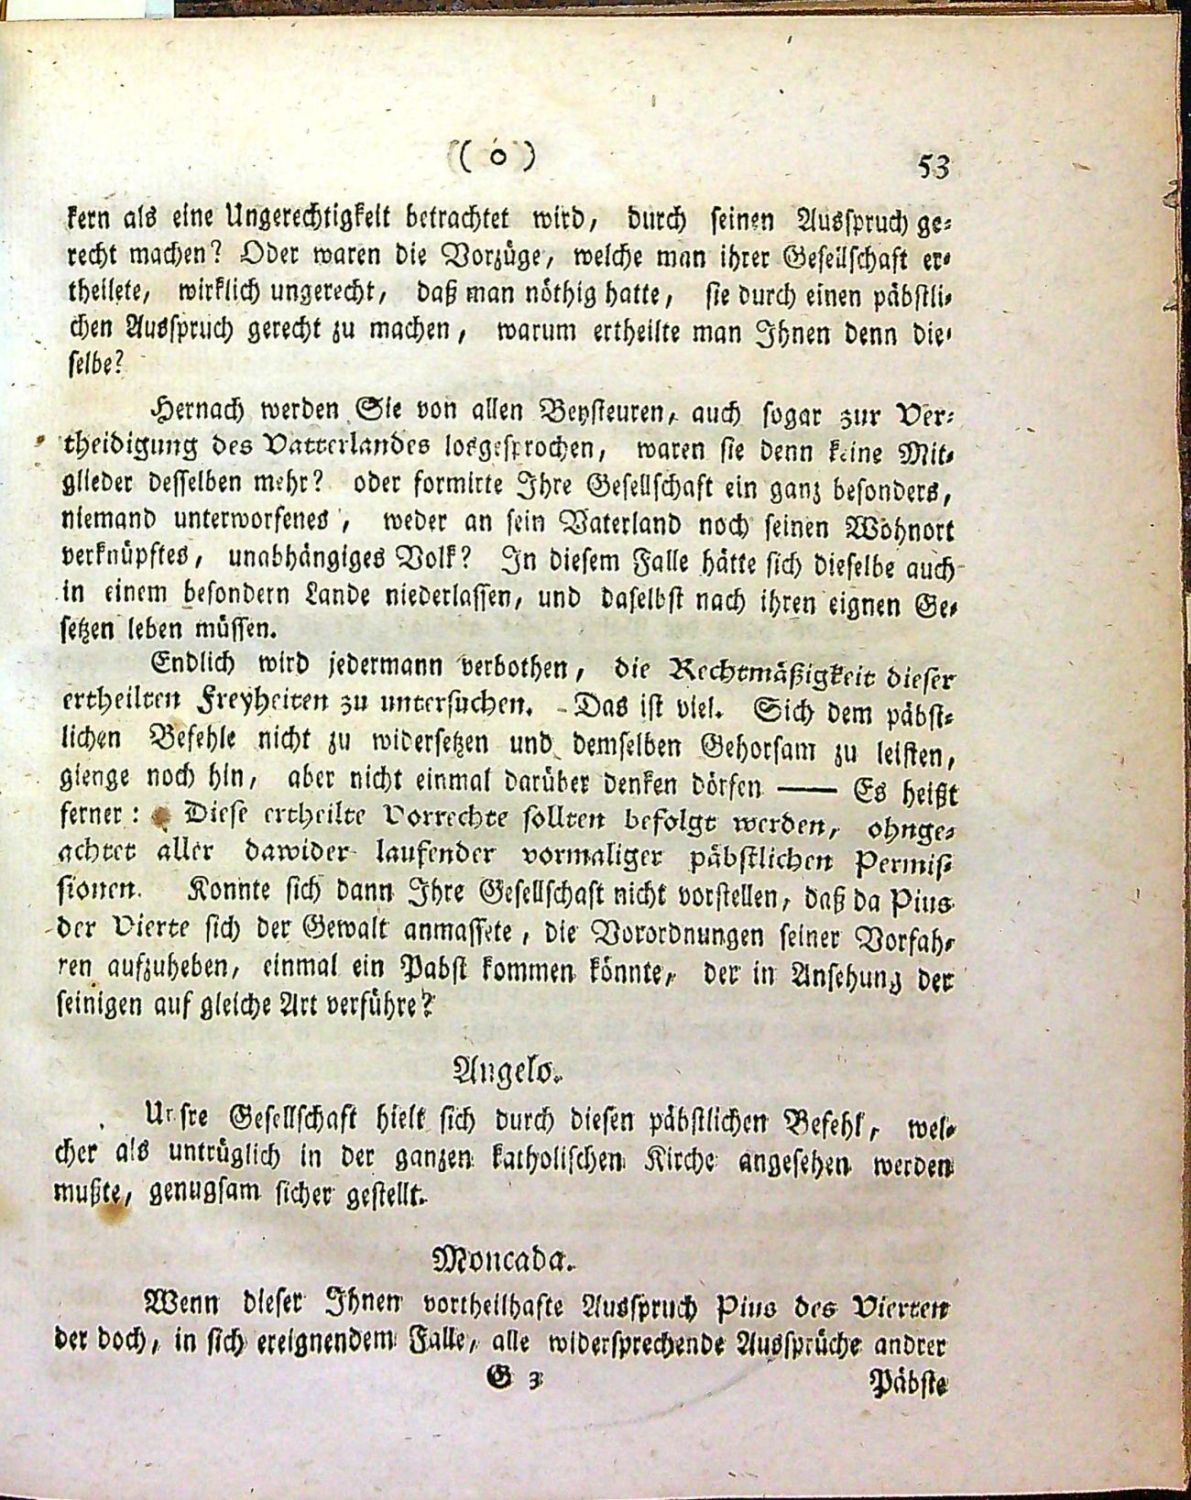 ( o ) 53
kern als eine Ungerechtigkeit betrachtet wird, durch seinen Ausspruch ge-
recht machen? Oder waren die Vorzüge, welche man ihrer Gesellschaft er-
theilete, wirklich ungerecht, daß man nöthig hatte, sie durch einen päbstli-
chen Ausspruch gerecht zu machen, warum ertheilte man Ihnen denn die-
selbe?
Hernach werden Sie von allen Beysteuren, auch sogar zur Ver-
theidigung des Vatterlandes losgesprochen, waren sie denn keine Mit-
glieder desselben mehr? oder formirte Ihre Gesellschaft ein ganz besonders,
niemand unterworfenes, weder an sein Vaterland noch seinen Wohnort
verknüpftes, unabhängiges Volk? In diesem Falle hätte sich dieselbe auch
in einem besondern Lande niederlassen, und daselbst nach ihren eignen Ge-
setzen leben müssen.
Endlich wird jedermann verbothen, die Rechtmäßigkeit dieser
ertheilten Freyheiten zu untersuchen. Das ist viel. Sich dem päbst-
lichen Befehle nicht zu widersetzen und demselben Gehorsam zu leisten,
gienge noch hin, aber nicht einmal darüber denken dörfen —— Es heißt
ferner: Diese ertheilte Vorrechte sollten befolgt werden, ohnge-
achtet aller dawider laufender vormaliger päbstlichen Permis-
sionen. Konnte sich dann Ihre Gesellschaft nicht vorstellen, daß da Pius
der Vierte sich der Gewalt anmassete, die Vorordnungen seiner Vorfah-
ren aufzuheben, einmal ein Pabst kommen könnte, der in Ansehung der
seinigen auf gleiche Art verführe?
Angelo.
Unsre Gesellschaft hielt sich durch diesen päbstlichen Befehl, wel-
cher als untrüglich in der ganzen katholischen Kirche angesehen werden
mußte, genugsam sicher gestellt.
Moncada.
Wenn dieser Ihnen vortheilhafte Ausspruch Pius des Vierten
der doch, in sich ereignendem Falle, alle widersprechende Aussprüche andrer
G 3 Päbste